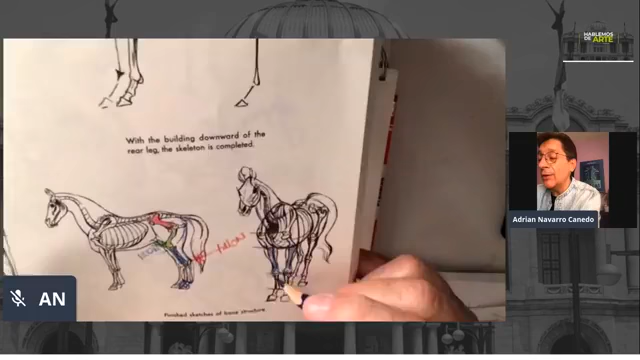 HABLEMOS
DE ARTE
With the building downward of the
rear leg, the skeleton is completed.
Finished sketches of bone structure
Adrian Navarro Canedo
AN